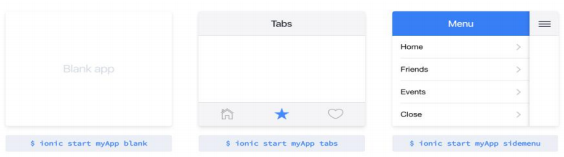 Blank app
$ ionic start myApp blank
Tabs
$ ionic start myApp tabs
Menu
Home
Friends
Events
Close
$ ionic start myApp sidemenu